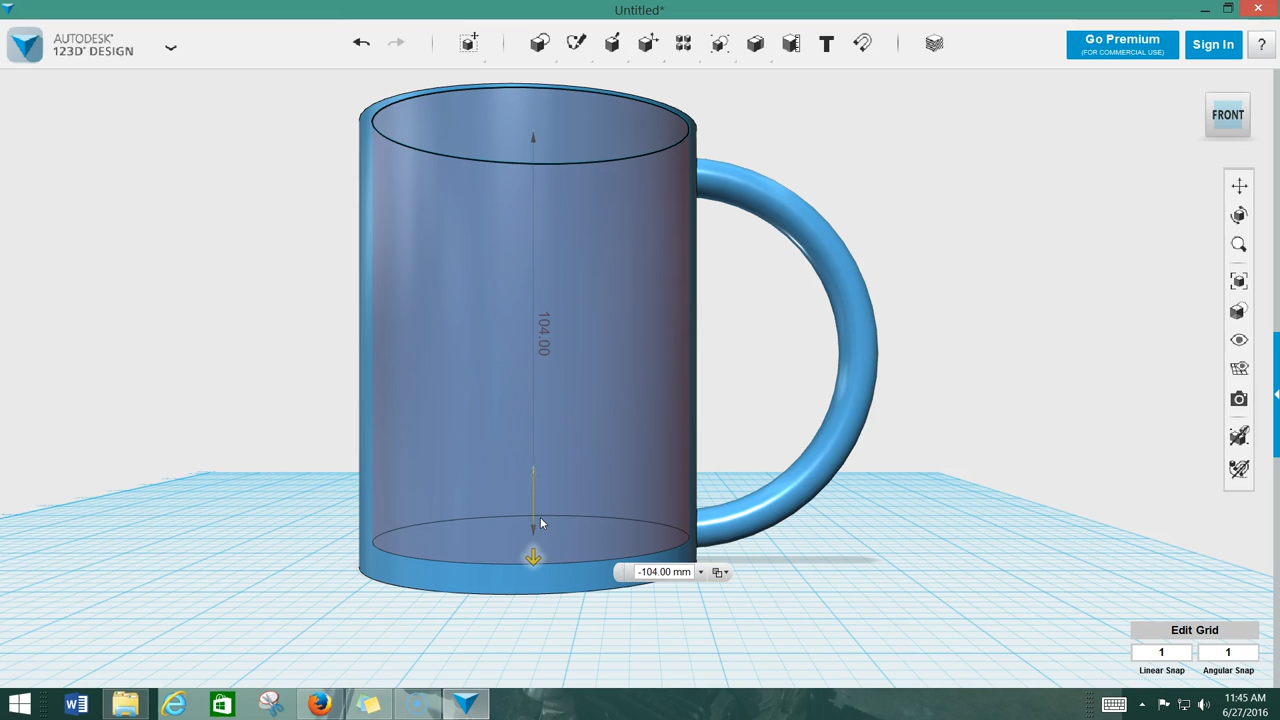 Untitled*
AUTODESK®
123D® DESIGN
T
Go Premium
(FOR COMMERCIAL USE)
Sign In
?
FRONT
104.00
-104.00 mm
Edit Grid
1
1
Linear Snap
Angular Snap
11:45 AM
6/27/2016